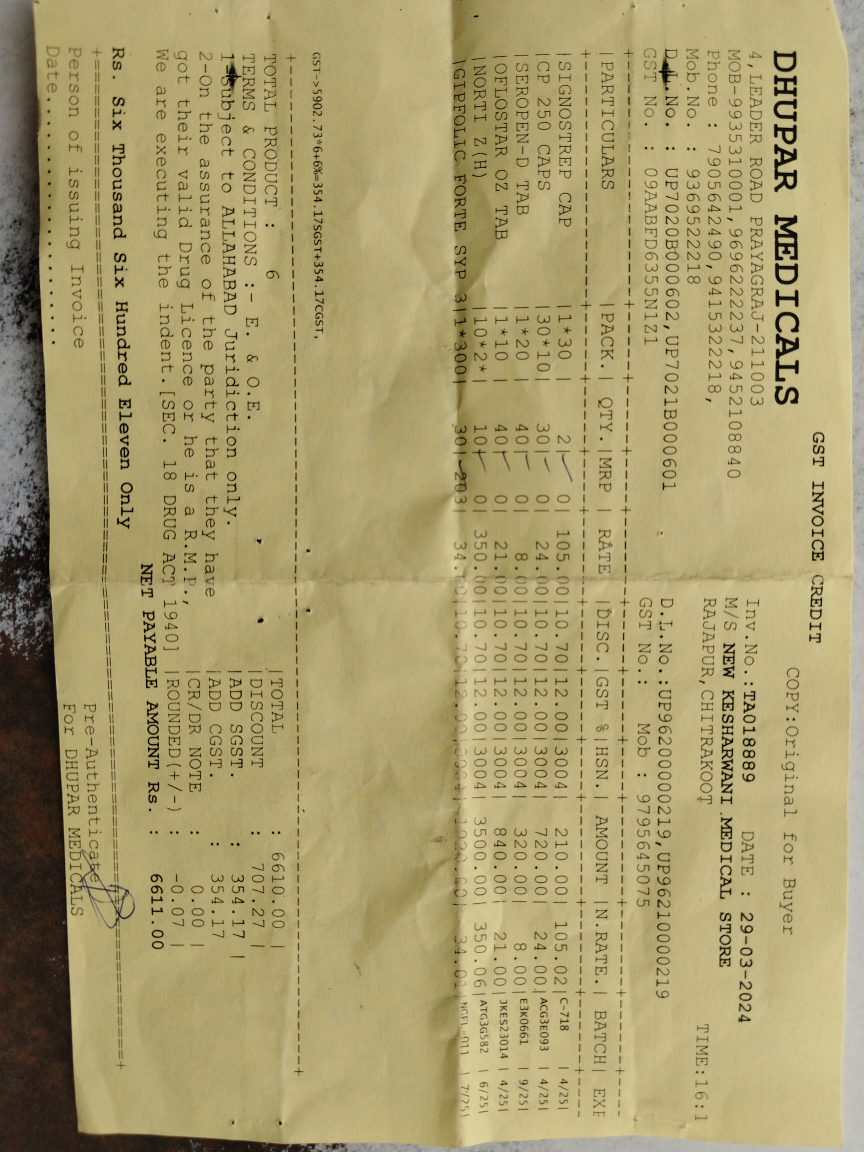 GST INVOICE CREDIT
COPY:Original for Buyer
DHUPAR MEDICALS
4,LEADER ROAD PRAYAGRAJ-211003
MOB-9935310001,9696222237,9452108840
Phone : 7905642490,9415322218,
Mob.No. : 9369522218
D.L.No. : UP7020B000602,UP7021B000601
GST No. : 09AABFD6355N1Z1
Inv.No.:TA018889 DATE : 29-03-2024
TIME:16:1
M/S NEW KESHARWANI MEDICAL STORE
RAJAPUR,CHITRAKOOT
D.L.No.:UP96200000219,UP96210000219
GST No.: Mob : 9795645075
|PARTICULARS |PACK.| QTY.|MRP | RATE |DISC.|GST %|HSN.| AMOUNT |N.RATE.| BATCH| EXP
|SIGNOSTREP CAP |1*30 | 2| 0| 105.00|10.70|12.00|3004| 210.00| 105.02|C-718 | 4/25|
|CP 250 CAPS |30*10| 30| 0| 24.00|10.70|12.00|3004| 720.00| 24.00|ACG3E093 | 4/25|
|SEROPEN-D TAB |1*20 | 40| 0| 8.00|10.70|12.00|3004| 320.00| 8.00|E3K0661 | 9/25|
|OFLOSTAR OZ TAB |1*10 | 40| 0| 21.00|10.70|12.00|3004| 840.00| 21.00|JKES23014 | 4/25|
|NORTI Z(H) |10*2*| 10| 0| 350.00|10.70|12.00|3004| 3500.00| 350.06|ATG3G582 | 6/25|
|GIPFOLIC FORTE SYP 3|1*300| 30| 7/25|
GST->5902.73*6+6%=354.17SGST+354.17CGST,
TOTAL PRODUCT : 6
TERMS & CONDITIONS :- E. & O.E.
1-Subject to ALLAHABAD Juridiction only.
2-On the assurance of the party that they have
got their valid Drug Licence or he is a R.M.P.,
We are executing the indent.[SEC. 18 DRUG ACT 1940]
|TOTAL : 6610.00 |
|DISCOUNT : 707.27 |
|ADD SGST. : 354.17 |
|ADD CGST. : 354.17
|CR/DR NOTE : 0.00 |
|ROUNDED(+/-) : -0.07 |
NET PAYABLE AMOUNT Rs. : 6611.00
Rs. Six Thousand Six Hundred Eleven Only
Person of issuing Invoice
Date..................
Pre-Authenticate
For DHUPAR MEDICALS